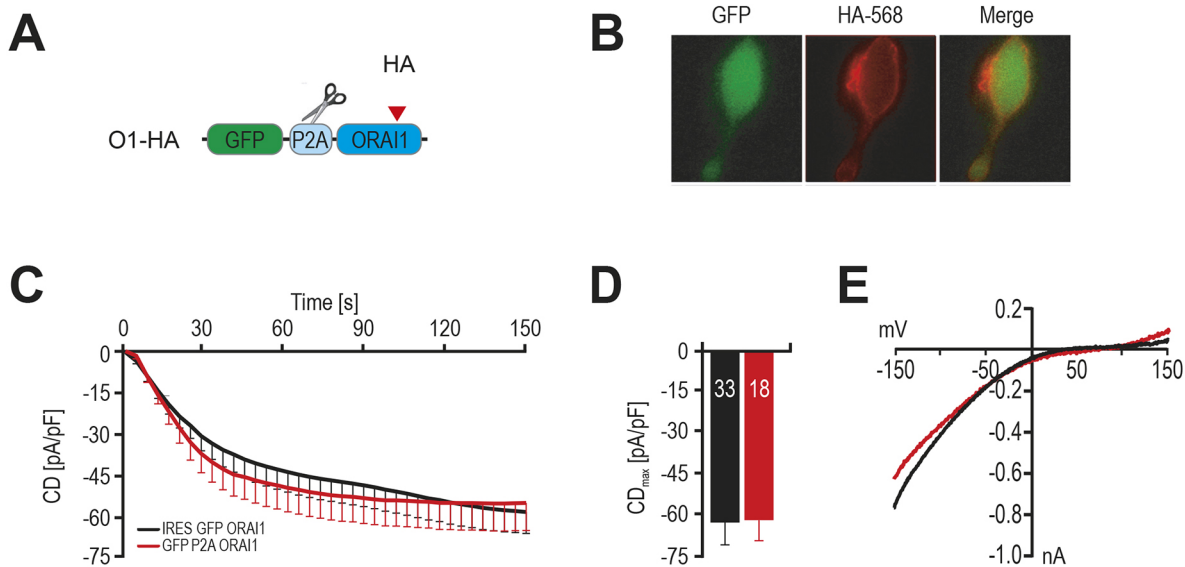 A
HA
O1-HA
GFP
P2A
ORAI1
B
GFP
HA-568
Merge
C
Time [s]
0 30 60 90 120 150
0
-15
-30
-45
-60
-75
CD [pA/pF]
IRES GFP ORAI1
GFP P2A ORAI1
D
0
-15
-30
-45
-60
-75
CDmax [pA/pF]
33 18
E
mV
0.2
-150 -50 50 150
-0.2
-0.4
-0.6
-0.8
-1.0 nA